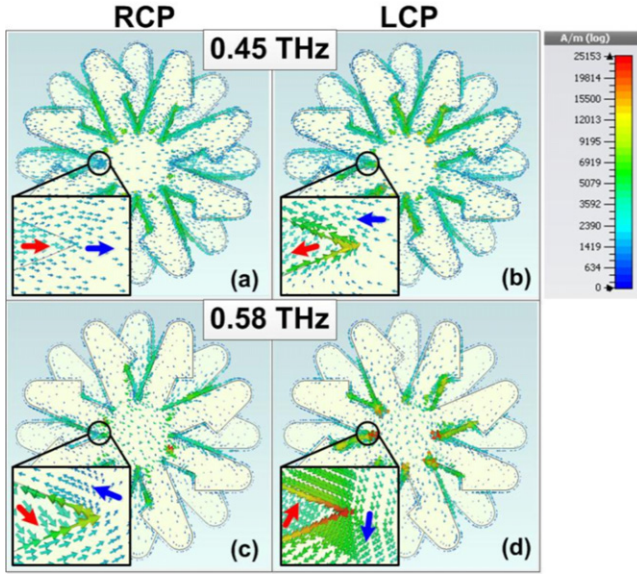 RCP LCP
0.45 THz
A/m (log)
25153
19814
15500
12013
9195
6919
5079
3592
2390
1419
634
0
(a) (b)
0.58 THz
(c) (d)